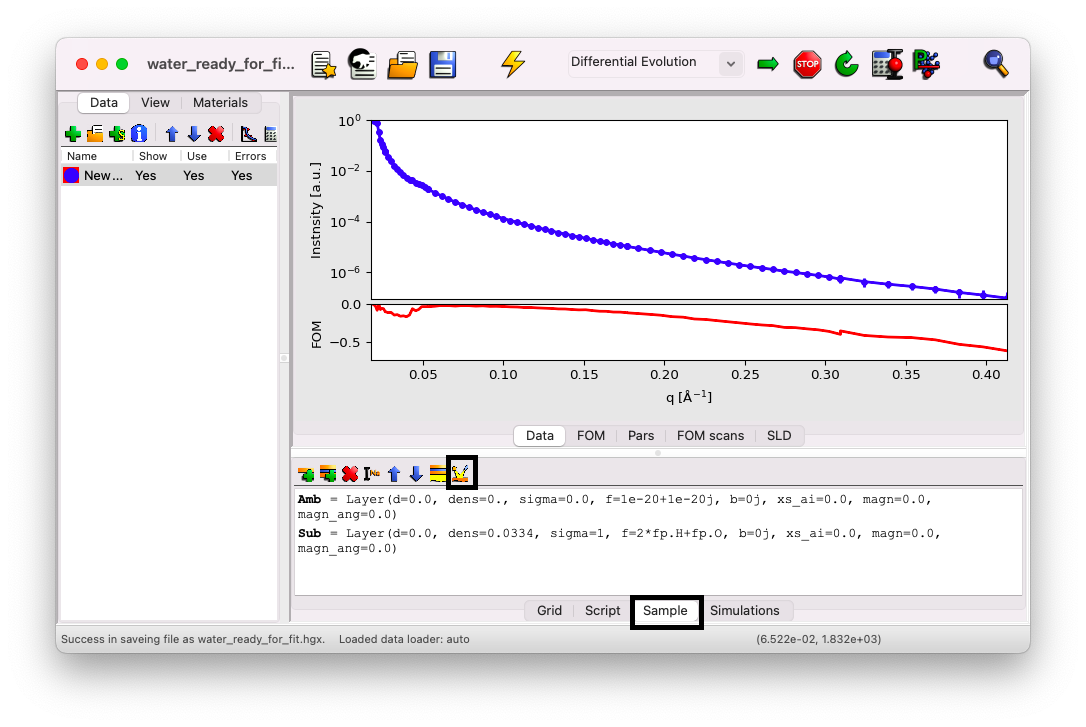 water_ready_for_fi...
Differential Evolution
STOP
Data View Materials
Name Show Use Errors
New... Yes Yes Yes
10⁰
10⁻²
10⁻⁴
10⁻⁶
Instnsity [a.u.]
0.0
−0.5
FOM
0.05 0.10 0.15 0.20 0.25 0.30 0.35 0.40
q [Å⁻¹]
Data FOM Pars FOM scans SLD
Amb = Layer(d=0.0, dens=0., sigma=0.0, f=1e-20+1e-20j, b=0j, xs_ai=0.0, magn=0.0,
magn_ang=0.0)
Sub = Layer(d=0.0, dens=0.0334, sigma=1, f=2*fp.H+fp.O, b=0j, xs_ai=0.0, magn=0.0,
magn_ang=0.0)
Grid Script Sample Simulations
Success in saveing file as water_ready_for_fit.hgx. Loaded data loader: auto (6.522e-02, 1.832e+03)